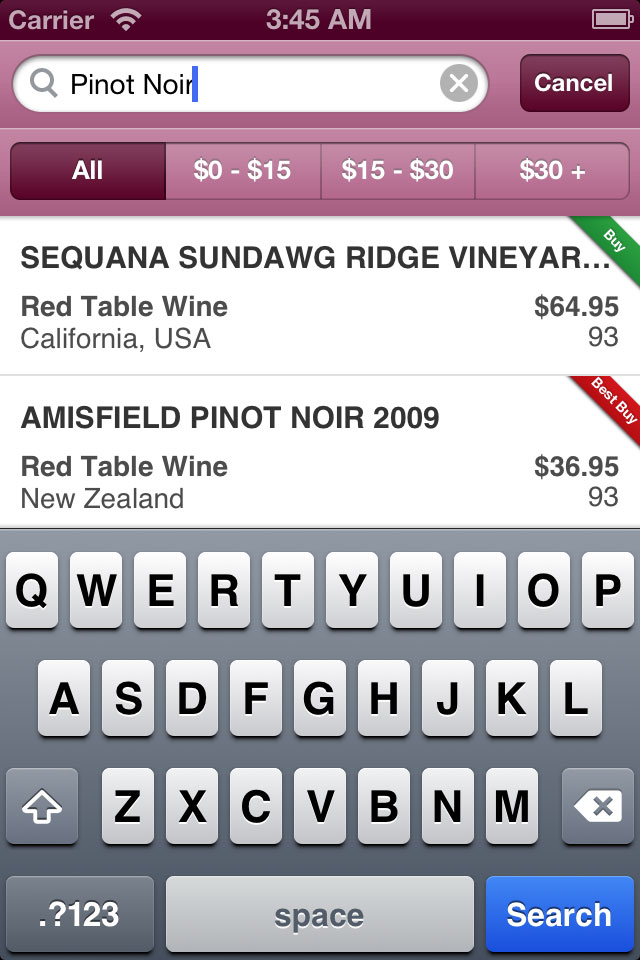 Carrier 3:45 AM
Pinot Noir Cancel
All $0 - $15 $15 - $30 $30 +
Buy
SEQUANA SUNDAWG RIDGE VINEYAR...
Red Table Wine $64.95
California, USA 93
Best Buy
AMISFIELD PINOT NOIR 2009
Red Table Wine $36.95
New Zealand 93
Q W E R T Y U I O P
A S D F G H J K L
Z X C V B N M
.?123 space Search